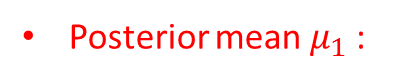 • Posterior mean μ₁ :